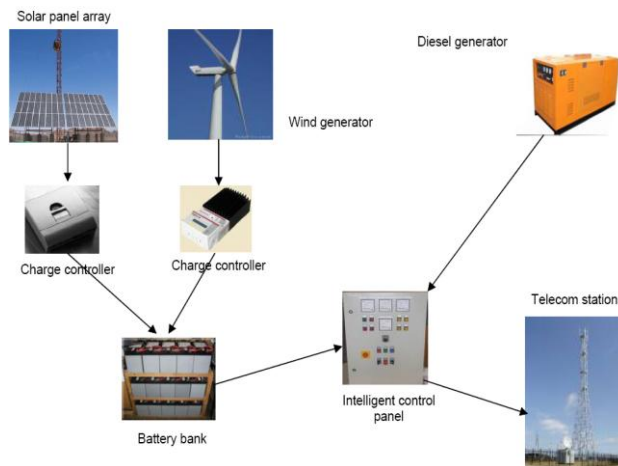 Solar panel array
Diesel generator
Wind generator
Charge controller
Charge controller
Telecom station
Intelligent control
panel
Battery bank